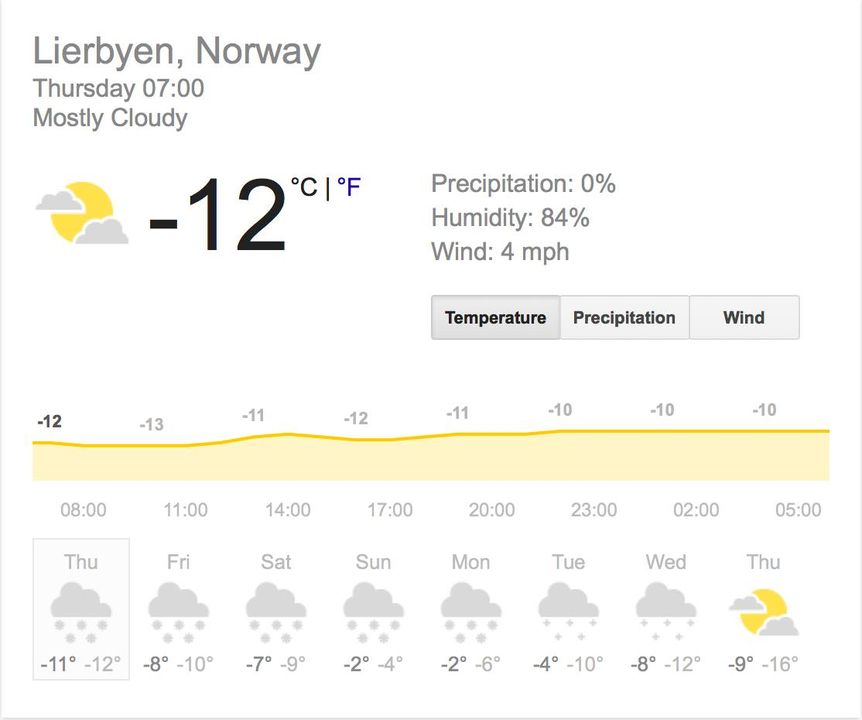 Lierbyen, Norway
Thursday 07:00
Mostly Cloudy
-12 °C | °F
Precipitation: 0%
Humidity: 84%
Wind: 4 mph
Temperature Precipitation Wind
-12 -13 -11 -12 -11 -10 -10 -10
08:00 11:00 14:00 17:00 20:00 23:00 02:00 05:00
Thu Fri Sat Sun Mon Tue Wed Thu
-11° -12° -8° -10° -7° -9° -2° -4° -2° -6° -4° -10° -8° -12° -9° -16°